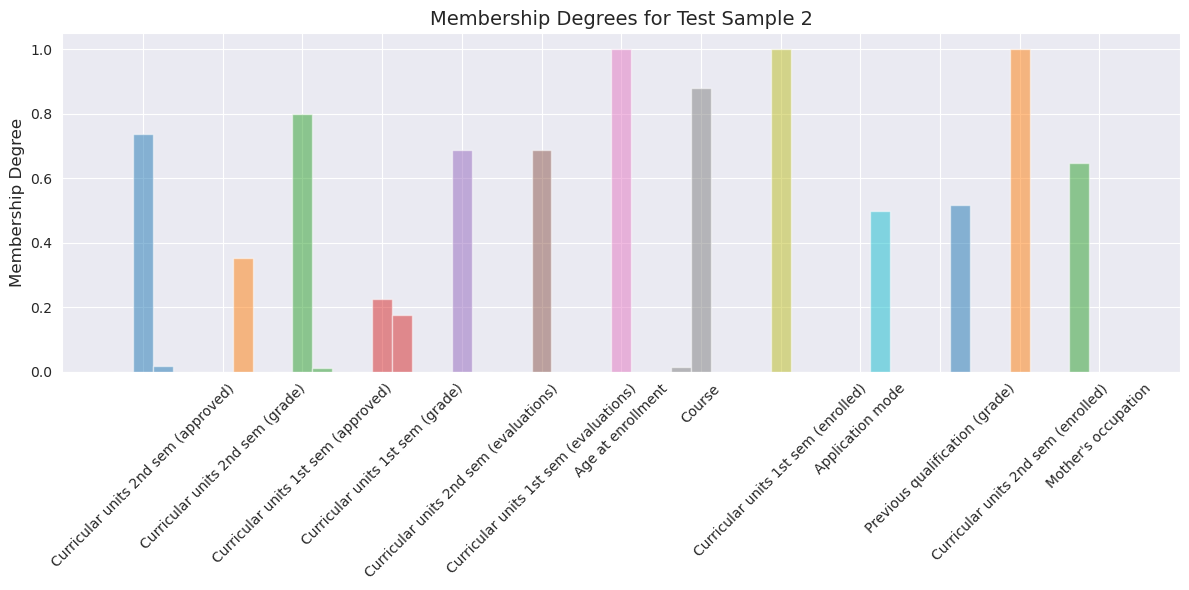 Membership Degrees for Test Sample 2
Membership Degree
1.0
0.8
0.6
0.4
0.2
0.0
Curricular units 2nd sem (approved)
Curricular units 2nd sem (grade)
Curricular units 1st sem (approved)
Curricular units 1st sem (grade)
Curricular units 2nd sem (evaluations)
Curricular units 1st sem (evaluations)
Age at enrollment
Course
Curricular units 1st sem (enrolled)
Application mode
Previous qualification (grade)
Curricular units 2nd sem (enrolled)
Mother's occupation